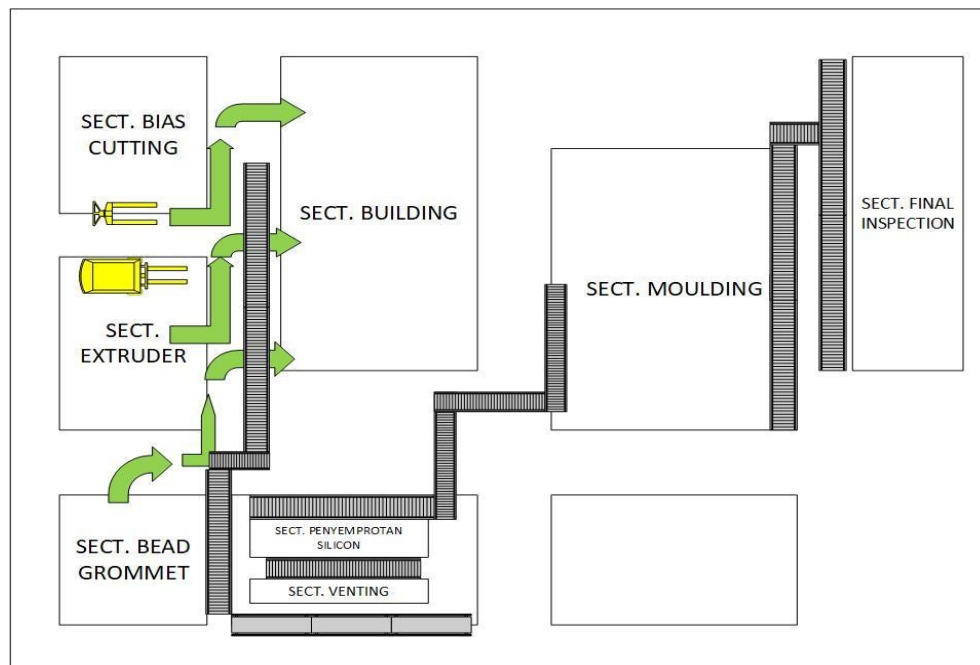 SECT. BIAS
CUTTING
SECT. BUILDING
SECT. FINAL
INSPECTION
SECT. MOULDING
SECT.
EXTRUDER
SECT. PENYEMPROTAN
SILICON
SECT. BEAD
GROMMET
SECT. VENTING